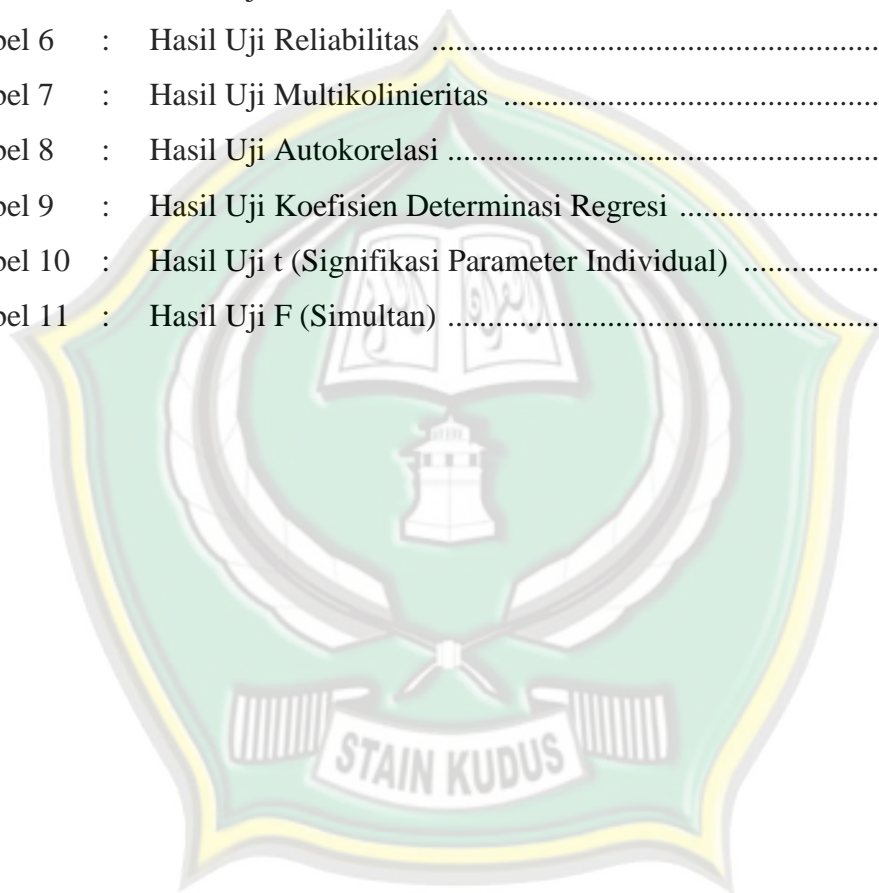 bel 6 : Hasil Uji Reliabilitas ................................................................
bel 7 : Hasil Uji Multikolinieritas ................................................................
bel 8 : Hasil Uji Autokorelasi ................................................................
bel 9 : Hasil Uji Koefisien Determinasi Regresi ................................
bel 10 : Hasil Uji t (Signifikasi Parameter Individual) ..................
bel 11 : Hasil Uji F (Simultan) ................................................................
STAIN KUDUS